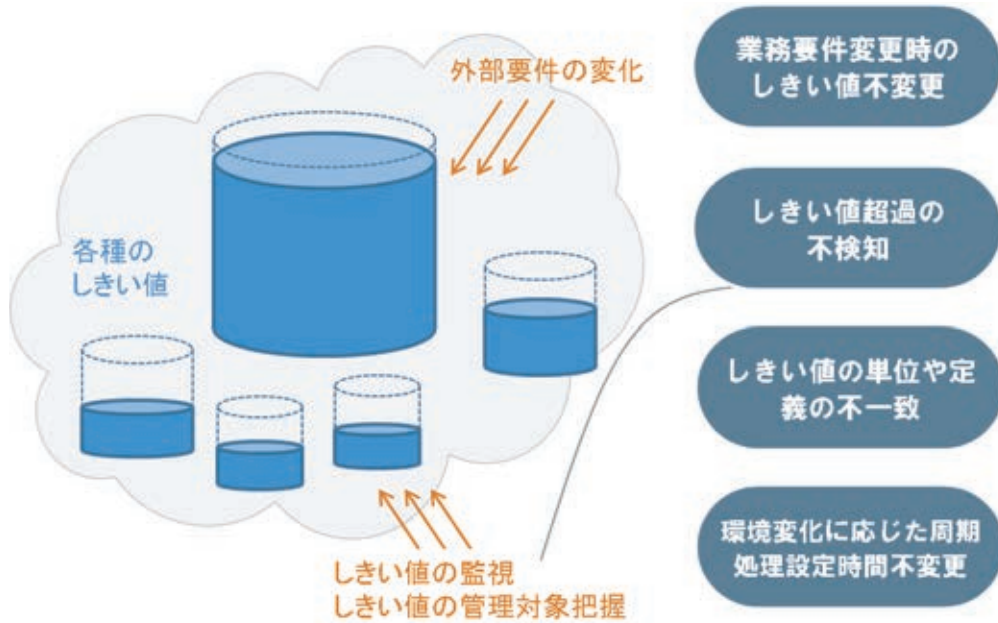 外部要件の変化
各種の
しきい値
しきい値の監視
しきい値の管理対象把握
業務要件変更時の
しきい値不変更
しきい値超過の
不検知
しきい値の単位や定
義の不一致
環境変化に応じた周期
処理設定時間不変更